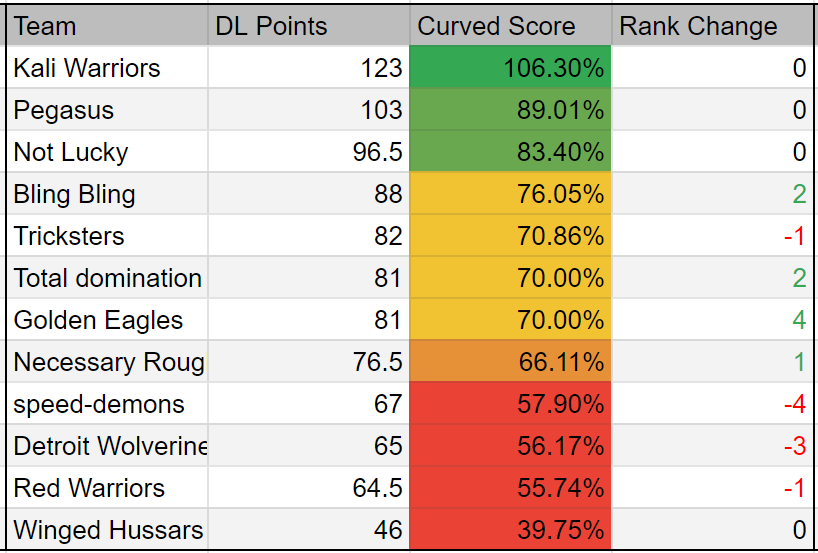 Team DL Points Curved Score Rank Change
Kali Warriors 123 106.30% 0
Pegasus 103 89.01% 0
Not Lucky 96.5 83.40% 0
Bling Bling 88 76.05% 2
Tricksters 82 70.86% -1
Total domination 81 70.00% 2
Golden Eagles 81 70.00% 4
Necessary Roug 76.5 66.11% 1
speed-demons 67 57.90% -4
Detroit Wolverine 65 56.17% -3
Red Warriors 64.5 55.74% -1
Winged Hussars 46 39.75% 0